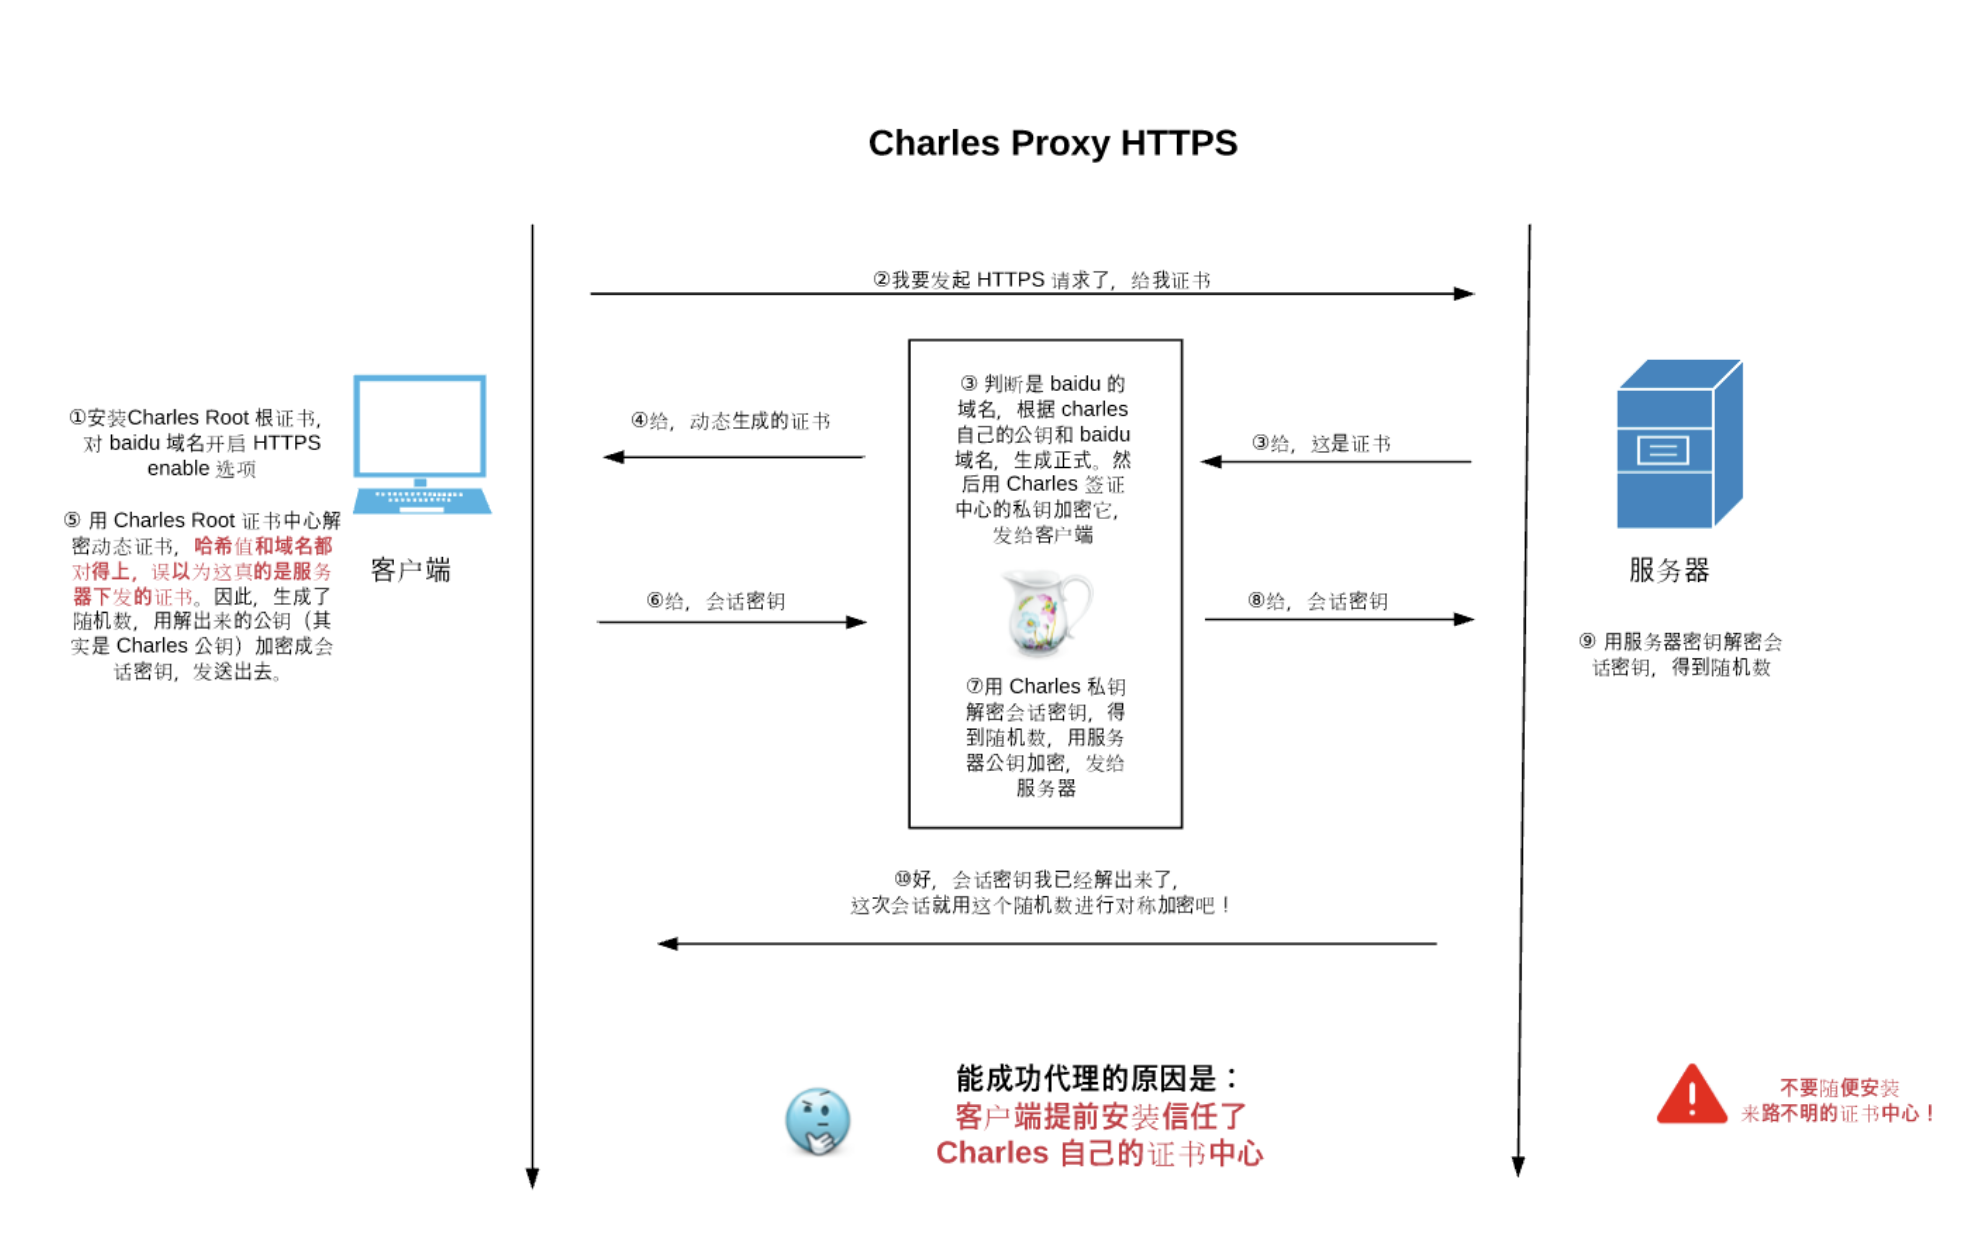 Charles Proxy HTTPS
②我要发起 HTTPS 请求了，给我证书
①安装Charles Root 根证书，
对 baidu 域名开启 HTTPS
enable 选项
⑤ 用 Charles Root 证书中心解
密动态证书，哈希值和域名都
对得上，误以为这真的是服务
器下发的证书。因此，生成了
随机数，用解出来的公钥（其
实是 Charles 公钥）加密成会
话密钥，发送出去。
客户端
④给，动态生成的证书
⑥给，会话密钥
③ 判断是 baidu 的
域名，根据 charles
自己的公钥和 baidu
域名，生成正式。然
后用 Charles 签证
中心的私钥加密它，
发给客户端
⑦用 Charles 私钥
解密会话密钥，得
到随机数，用服务
器公钥加密，发给
服务器
③给，这是证书
⑧给，会话密钥
服务器
⑨ 用服务器密钥解密会
话密钥，得到随机数
⑩好，会话密钥我已经解出来了，
这次会话就用这个随机数进行对称加密吧！
能成功代理的原因是：
客户端提前安装信任了
Charles 自己的证书中心
不要随便安装
来路不明的证书中心！